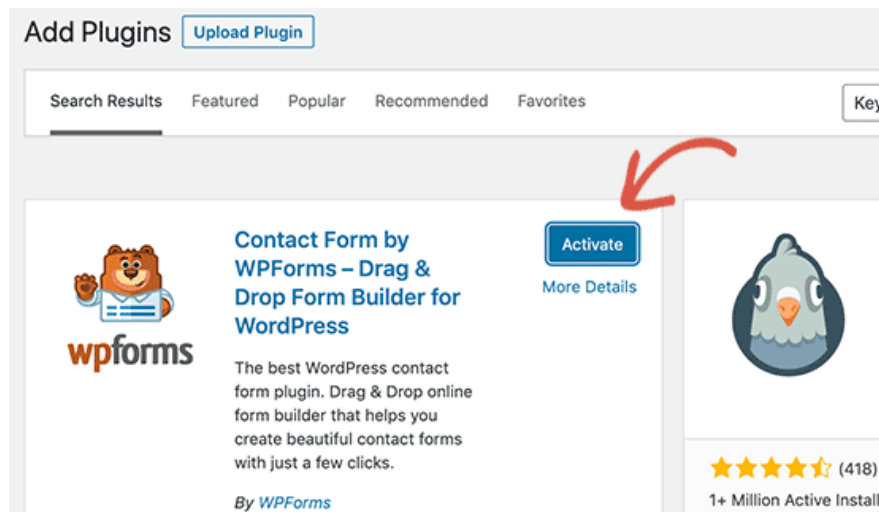 Add Plugins Upload Plugin
Search Results Featured Popular Recommended Favorites
Contact Form by
WPForms – Drag &
Drop Form Builder for
WordPress
Activate
More Details
wpforms
The best WordPress contact
form plugin. Drag & Drop online
form builder that helps you
create beautiful contact forms
with just a few clicks.
By WPForms
(418)
1+ Million Active